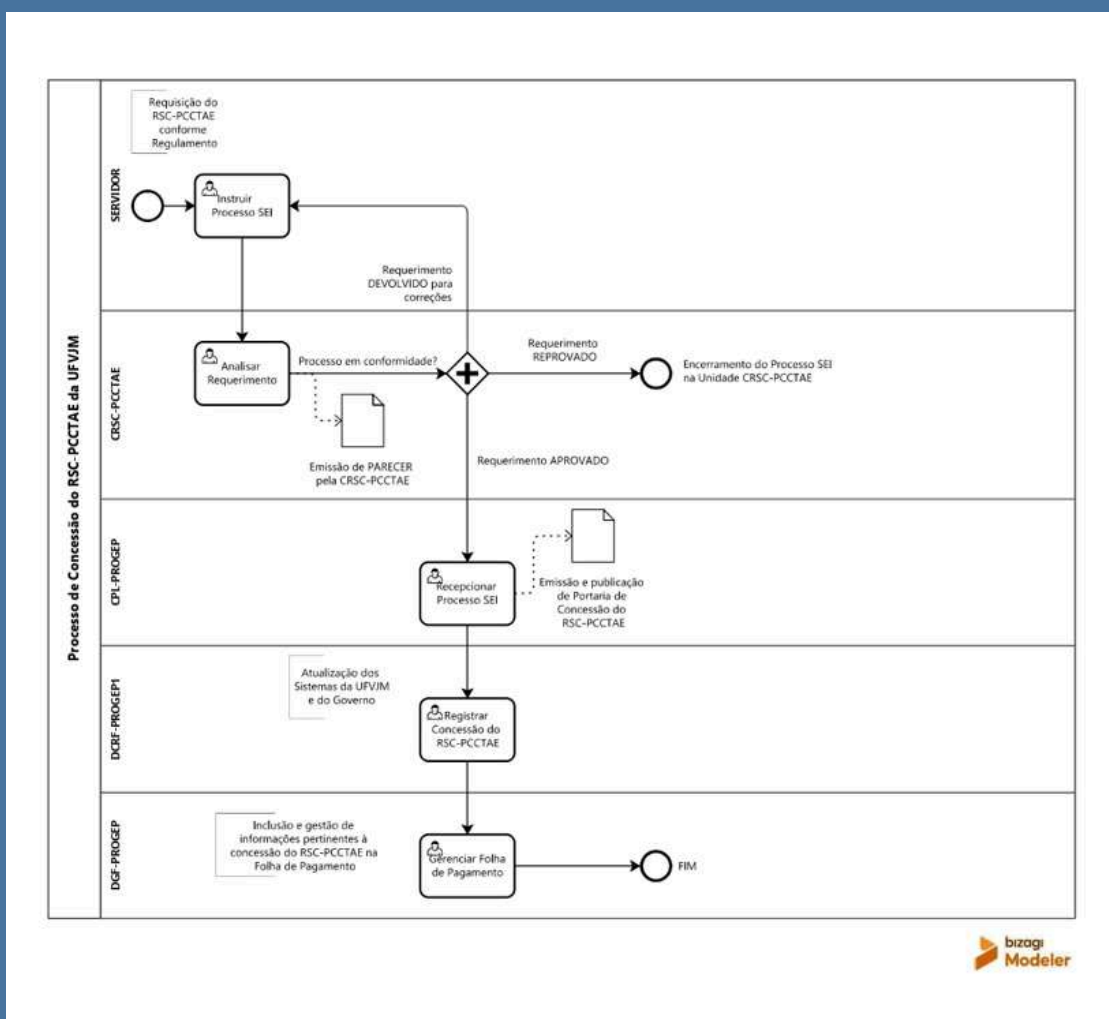 Processo de Concessão do RSC-PCCTAE da UFVJM
SERVIDOR
Requisição do
RSC-PCCTAE
conforme
Regulamento
Instruir
Processo SEI
Requerimento
DEVOLVIDO para
correções
CRSC-PCCTAE
Analisar
Requerimento
Processo em conformidade?
Requerimento
REPROVADO
Encerramento do Processo SEI
na Unidade CRSC-PCCTAE
Emissão de PARECER
pela CRSC-PCCTAE
Requerimento APROVADO
CPL-PROGEP
Recepcionar
Processo SEI
Emissão e publicação
de Portaria de
Concessão do
RSC-PCCTAE
DCRF-PROGEP1
Atualização dos
Sistemas da UFVJM
e do Governo
Registrar
Concessão do
RSC-PCCTAE
DGF-PROGEP
Inclusão e gestão de
informações pertinentes à
concessão do RSC-PCCTAE na
Folha de Pagamento
Gerenciar Folha
de Pagamento
FIM
bizagi
Modeler